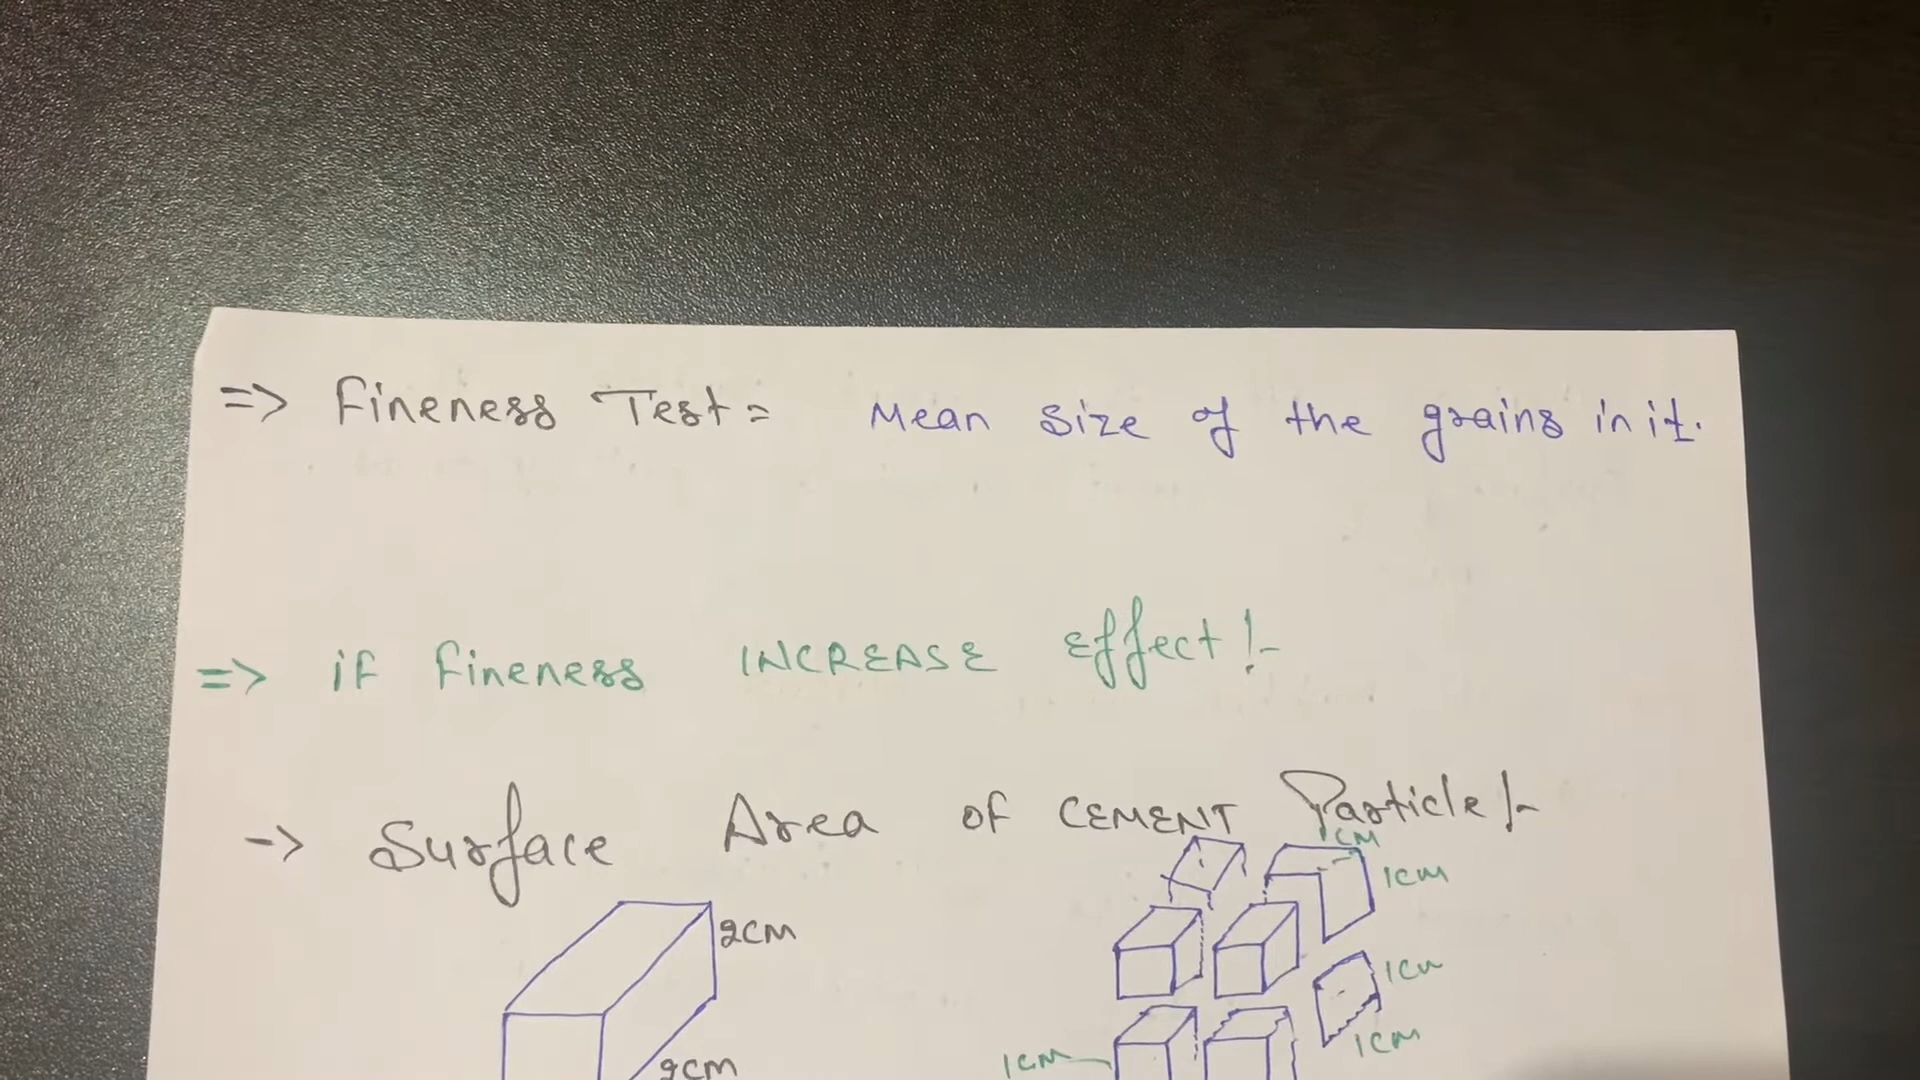 => Fineness Test = Mean size of the grains in it.
=> if fineness INCREASE Effect :-
-> Surface Area of CEMENT Particle :-
1CM
2CM
1CM
1CM
2CM
1CM
1CM